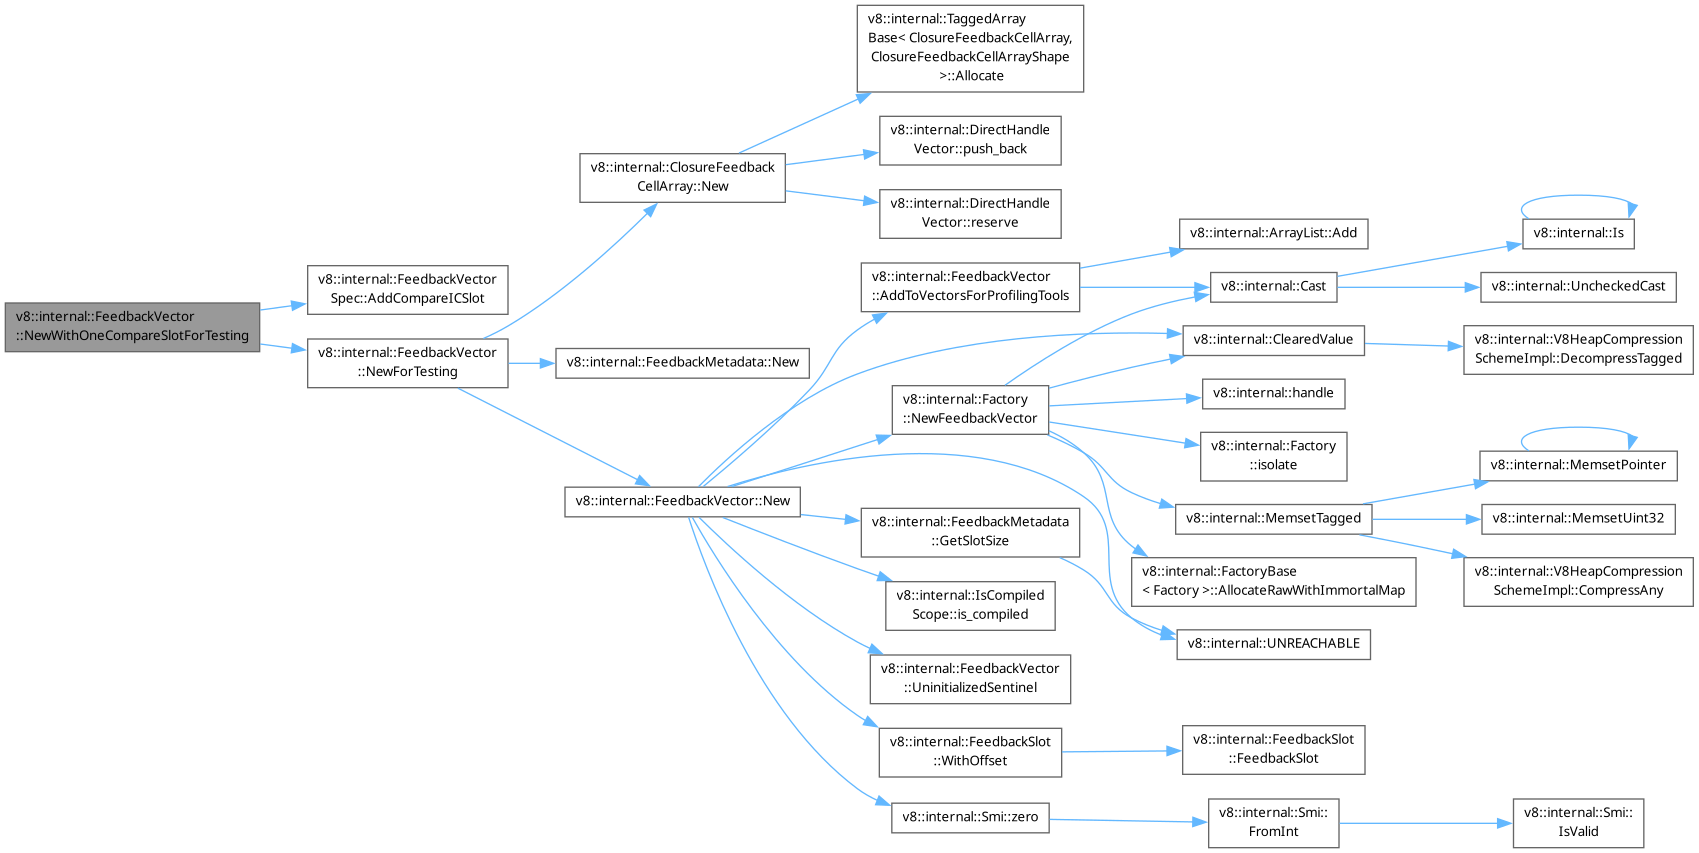 v8::internal::FeedbackVector
::NewWithOneCompareSlotForTesting
v8::internal::FeedbackVector
Spec::AddCompareICSlot
v8::internal::FeedbackVector
::NewForTesting
v8::internal::ClosureFeedback
CellArray::New
v8::internal::FeedbackMetadata::New
v8::internal::FeedbackVector::New
v8::internal::TaggedArray
Base< ClosureFeedbackCellArray,
ClosureFeedbackCellArrayShape
>::Allocate
v8::internal::DirectHandle
Vector::push_back
v8::internal::DirectHandle
Vector::reserve
v8::internal::FeedbackVector
::AddToVectorsForProfilingTools
v8::internal::Factory
::NewFeedbackVector
v8::internal::FeedbackMetadata
::GetSlotSize
v8::internal::IsCompiled
Scope::is_compiled
v8::internal::FeedbackVector
::UninitializedSentinel
v8::internal::FeedbackSlot
::WithOffset
v8::internal::Smi::zero
v8::internal::ArrayList::Add
v8::internal::Cast
v8::internal::ClearedValue
v8::internal::handle
v8::internal::Factory
::isolate
v8::internal::MemsetTagged
v8::internal::FactoryBase
< Factory >::AllocateRawWithImmortalMap
v8::internal::UNREACHABLE
v8::internal::FeedbackSlot
::FeedbackSlot
v8::internal::Smi::
FromInt
v8::internal::Is
v8::internal::UncheckedCast
v8::internal::V8HeapCompression
SchemeImpl::DecompressTagged
v8::internal::MemsetPointer
v8::internal::MemsetUint32
v8::internal::V8HeapCompression
SchemeImpl::CompressAny
v8::internal::Smi::
IsValid